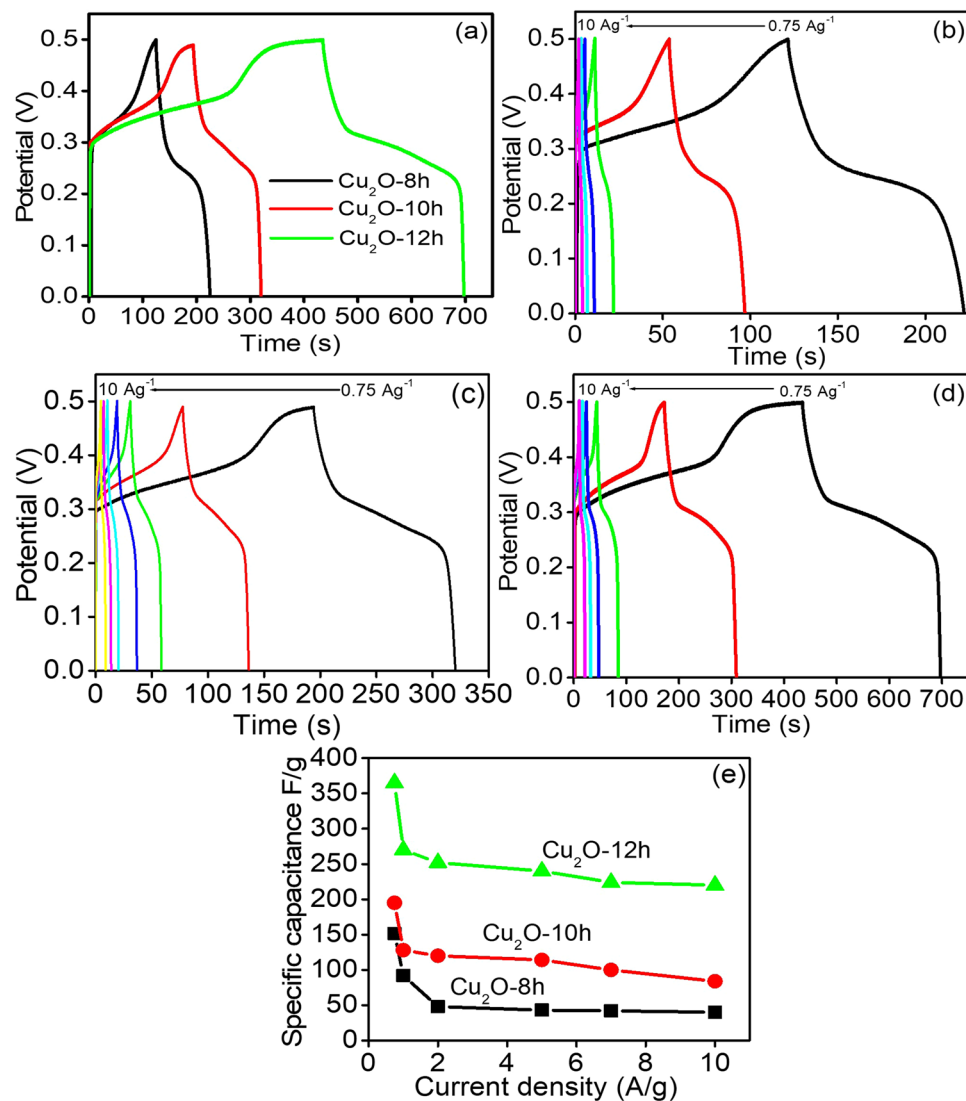 (a)
0.5
0.4
0.3
0.2
0.1
0.0
Potential (V)
Cu₂O-8h
Cu₂O-10h
Cu₂O-12h
0 100 200 300 400 500 600 700
Time (s)
(b)
10 Ag⁻¹ 0.75 Ag⁻¹
0.5
0.4
0.3
0.2
0.1
0.0
Potential (V)
0 50 100 150 200
Time (s)
(c)
10 Ag⁻¹ 0.75 Ag⁻¹
0.5
0.4
0.3
0.2
0.1
0.0
Potential (V)
0 50 100 150 200 250 300 350
Time (s)
(d)
10 Ag⁻¹ 0.75 Ag⁻¹
0.5
0.4
0.3
0.2
0.1
0.0
Potential (V)
0 100 200 300 400 500 600 700
Time (s)
(e)
400
350
300
250
200
150
100
50
0
Specific capacitance F/g
Cu₂O-12h
Cu₂O-10h
Cu₂O-8h
0 2 4 6 8 10
Current density (A/g)